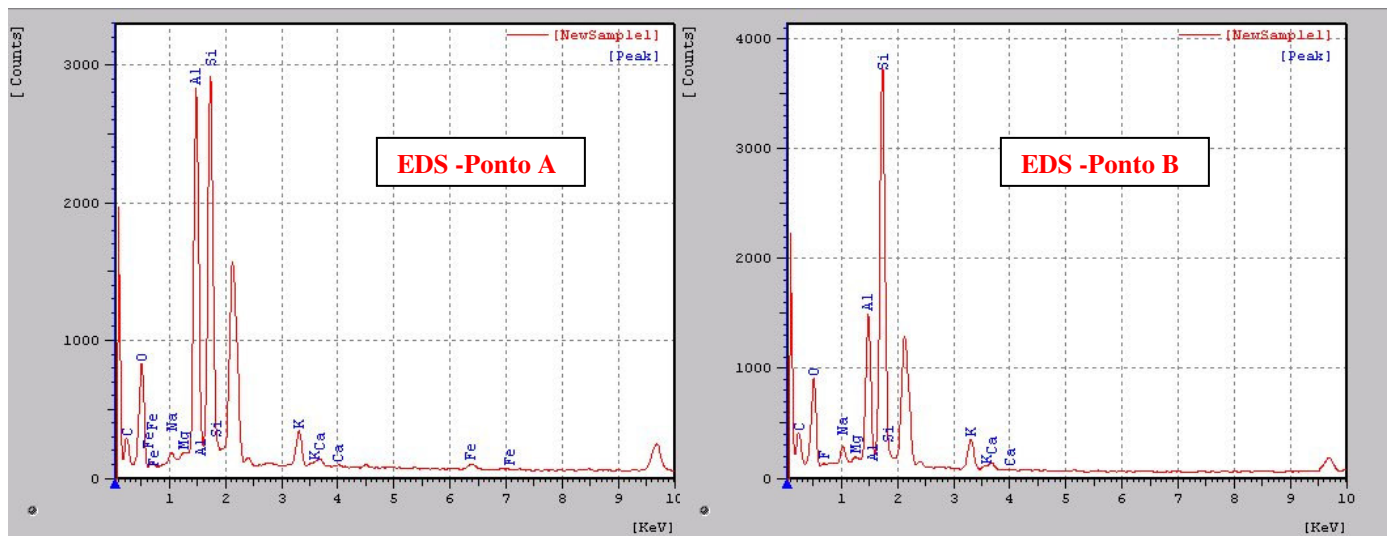 [ Counts]
[NewSample1]
[Peak]
EDS -Ponto A
3000
2000
1000
0
C
O
Fe
Fe
Fe
Na
Mg
Al
Al
Si
Si
K
K
Ca
Ca
Fe
Fe
1
2
3
4
5
6
7
8
9
10
[KeV]
[ Counts]
[NewSample1]
[Peak]
EDS -Ponto B
4000
3000
2000
1000
0
C
O
F
Na
Mg
Al
Al
Si
Si
K
K
Ca
Ca
1
2
3
4
5
6
7
8
9
10
[KeV]